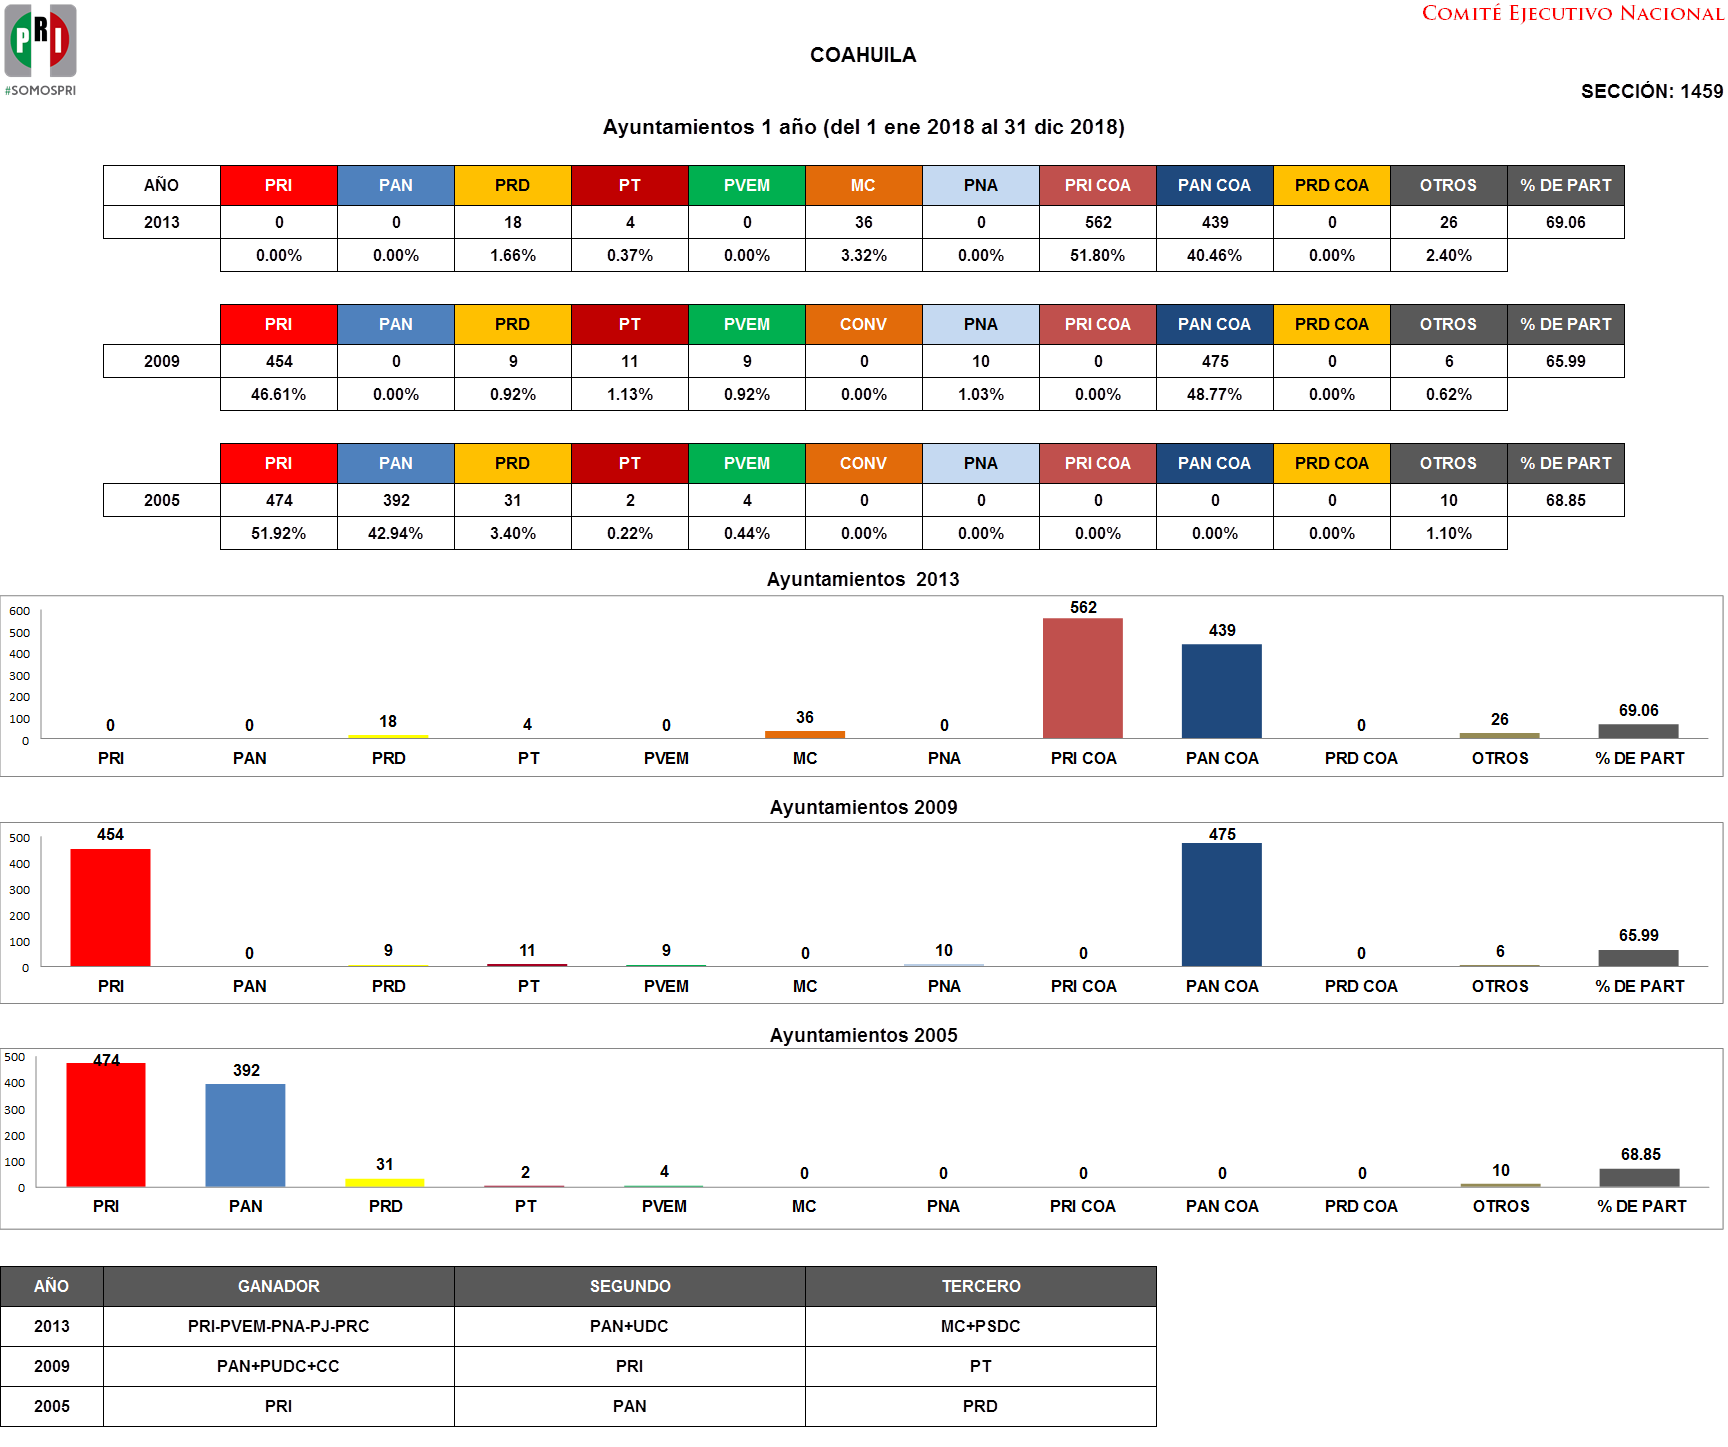 PRI
#SOMOSPRI
COMITÉ EJECUTIVO NACIONAL
COAHUILA
SECCIÓN: 1459
Ayuntamientos 1 año (del 1 ene 2018 al 31 dic 2018)
AÑO PRI PAN PRD PT PVEM MC PNA PRI COA PAN COA PRD COA OTROS % DE PART
2013 0 0 18 4 0 36 0 562 439 0 26 69.06
0.00% 0.00% 1.66% 0.37% 0.00% 3.32% 0.00% 51.80% 40.46% 0.00% 2.40%
PRI PAN PRD PT PVEM CONV PNA PRI COA PAN COA PRD COA OTROS % DE PART
2009 454 0 9 11 9 0 10 0 475 0 6 65.99
46.61% 0.00% 0.92% 1.13% 0.92% 0.00% 1.03% 0.00% 48.77% 0.00% 0.62%
PRI PAN PRD PT PVEM CONV PNA PRI COA PAN COA PRD COA OTROS % DE PART
2005 474 392 31 2 4 0 0 0 0 0 10 68.85
51.92% 42.94% 3.40% 0.22% 0.44% 0.00% 0.00% 0.00% 0.00% 0.00% 1.10%
Ayuntamientos 2013
600
500
400
300
200
100
0
0 0 18 4 0 36 0 562 439 0 26 69.06
PRI PAN PRD PT PVEM MC PNA PRI COA PAN COA PRD COA OTROS % DE PART
Ayuntamientos 2009
500
400
300
200
100
0
454 0 9 11 9 0 10 0 475 0 6 65.99
PRI PAN PRD PT PVEM MC PNA PRI COA PAN COA PRD COA OTROS % DE PART
Ayuntamientos 2005
500
400
300
200
100
0
474 392 31 2 4 0 0 0 0 0 10 68.85
PRI PAN PRD PT PVEM MC PNA PRI COA PAN COA PRD COA OTROS % DE PART
AÑO GANADOR SEGUNDO TERCERO
2013 PRI-PVEM-PNA-PJ-PRC PAN+UDC MC+PSDC
2009 PAN+PUDC+CC PRI PT
2005 PRI PAN PRD